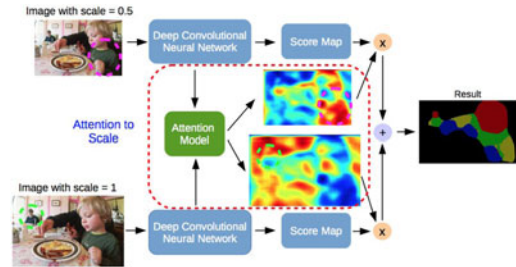 Image with scale = 0.5
Deep Convolutional
Neural Network
Score Map
x
Attention to
Scale
Attention
Model
Result
+
Image with scale = 1
Deep Convolutional
Neural Network
Score Map
x